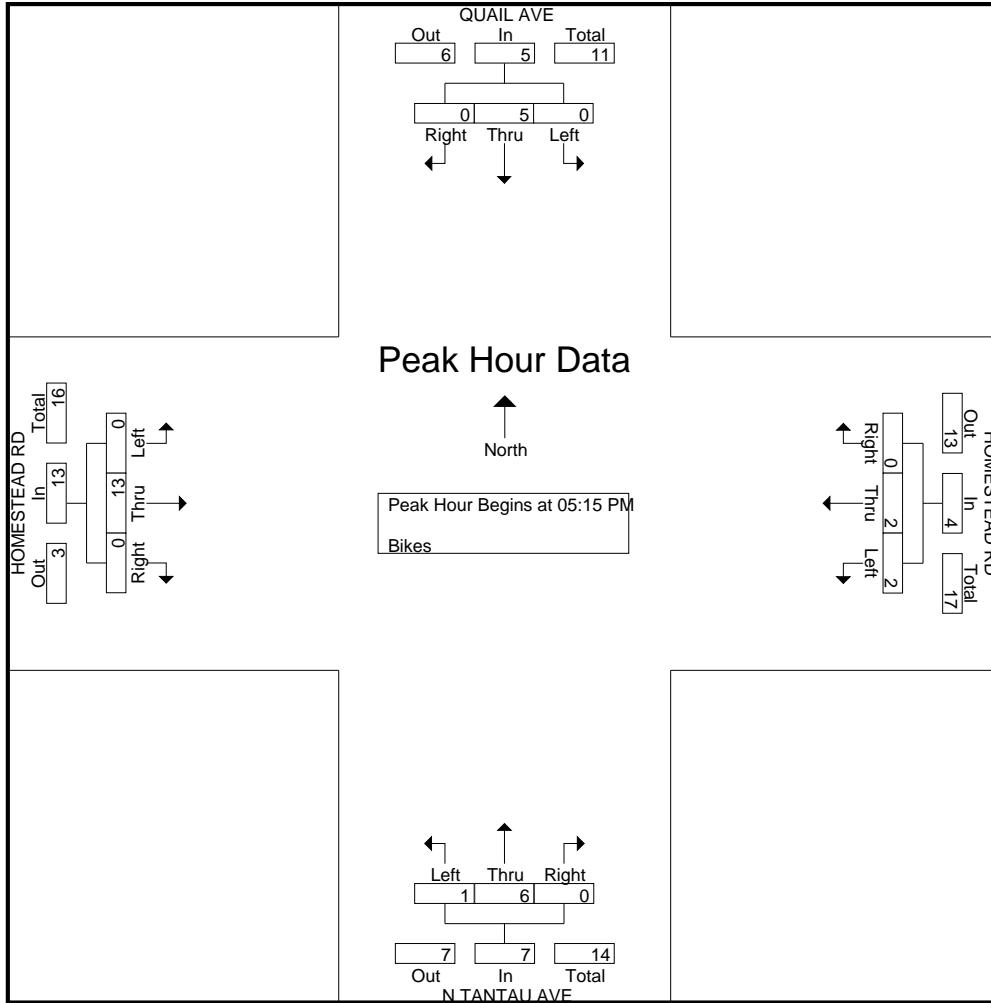 QUAIL AVE
Out In Total
6 5 11
0 5 0
Right Thru Left
Peak Hour Data
North
Peak Hour Begins at 05:15 PM
Bikes
HOMESTEAD RD
Out In Total
3 13 16
0 13 0
Right Thru Left
HOMESTEAD RD
Out In Total
13 4 17
0 2 2
Right Thru Left
Left Thru Right
1 6 0
7 7 14
Out In Total
N TANTAU AVE